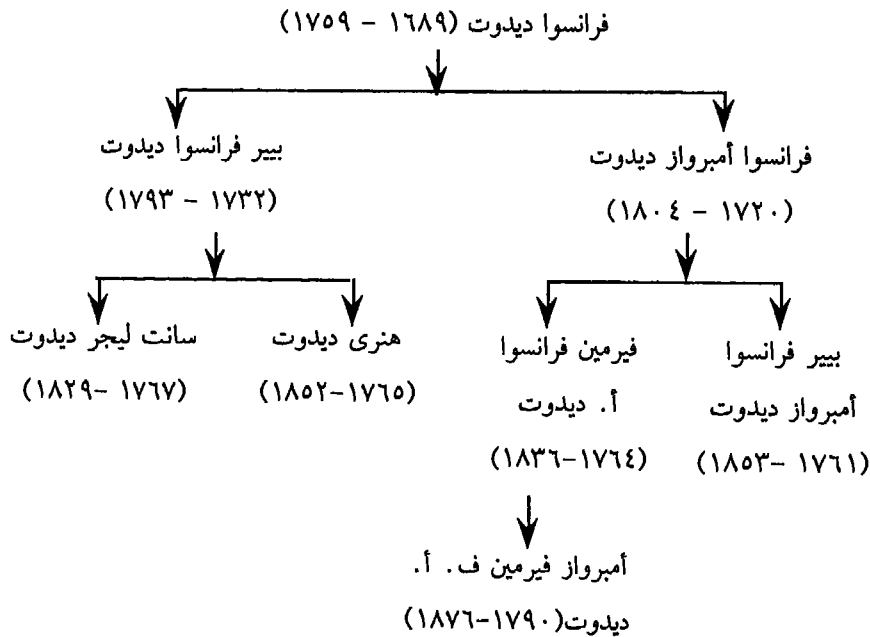 فرانسوا ديدوت (١٦٨٩ - ١٧٥٩)
فرانسوا أمبرواز ديدوت
(١٧٢٠ - ١٨٠٤)
بيير فرانسوا ديدوت
(١٧٣٢ - ١٧٩٣)
بيير فرانسوا
أمبرواز ديدوت
(١٧٦١ -١٨٥٣)
فيرمين فرانسوا
أ. ديدوت
(١٧٦٤-١٨٣٦)
هنرى ديدوت
(١٧٦٥-١٨٥٢)
سانت ليجر ديدوت
(١٧٦٧ -١٨٢٩)
أمبرواز فيرمين ف. أ.
ديدوت(١٧٩٠-١٨٧٦)